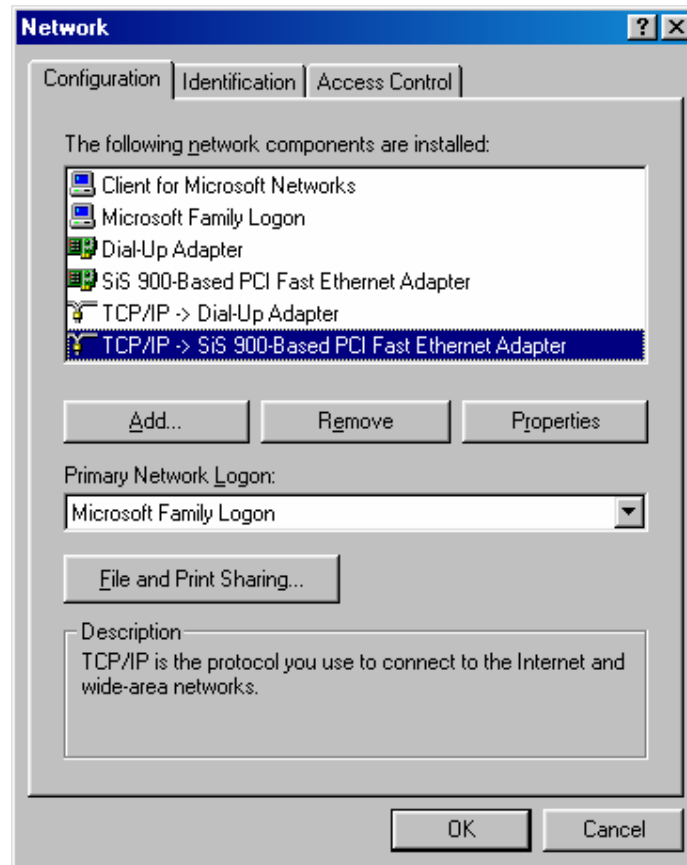 Network
Configuration Identification Access Control
The following network components are installed:
Client for Microsoft Networks
Microsoft Family Logon
Dial-Up Adapter
SiS 900-Based PCI Fast Ethernet Adapter
TCP/IP -> Dial-Up Adapter
TCP/IP -> SiS 900-Based PCI Fast Ethernet Adapter
Add... Remove Properties
Primary Network Logon:
Microsoft Family Logon
File and Print Sharing...
Description
TCP/IP is the protocol you use to connect to the Internet and
wide-area networks.
OK Cancel